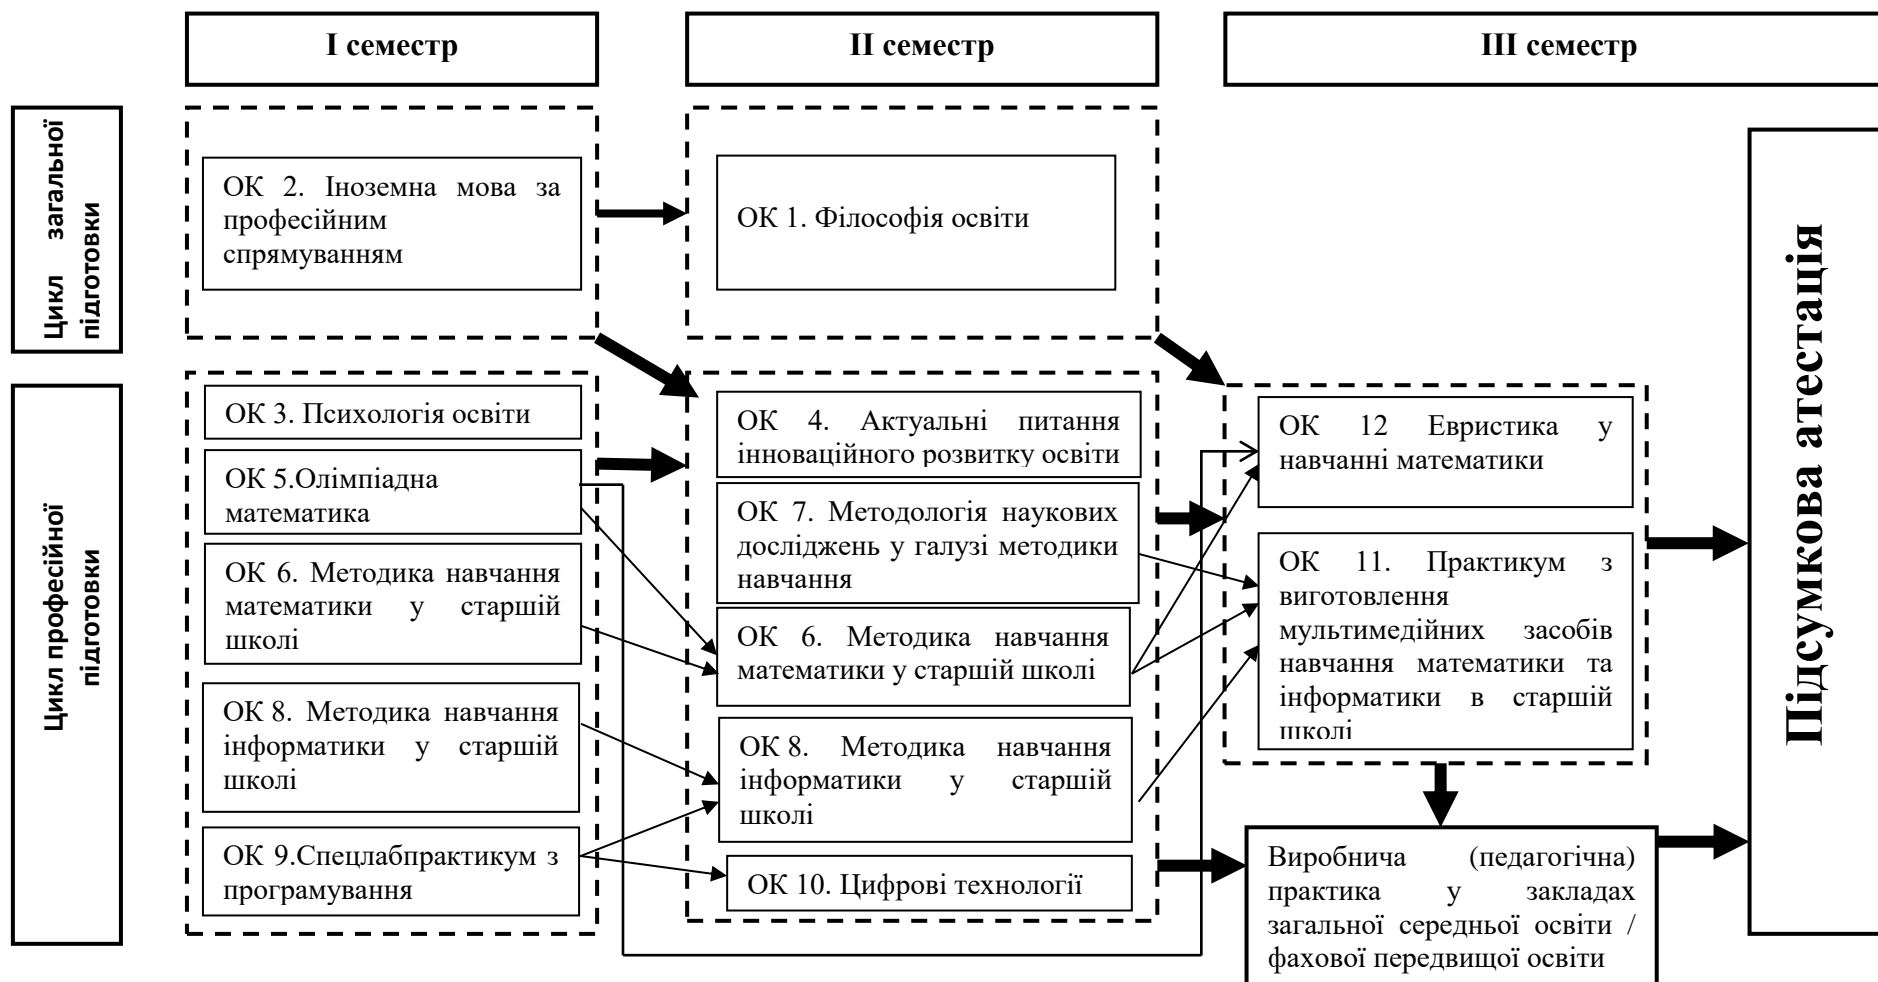 I семестр
II семестр
III семестр
Цикл загальної
підготовки
ОК 2. Іноземна мова за
професійним
спрямуванням
ОК 1. Філософія освіти
Цикл професійної
підготовки
ОК 3. Психологія освіти
ОК 5.Олімпіадна
математика
ОК 6. Методика навчання
математики у старшій
школі
ОК 8. Методика навчання
інформатики у старшій
школі
ОК 9.Спецлабпрактикум з
програмування
ОК 4. Актуальні питання
інноваційного розвитку освіти
ОК 7. Методологія наукових
досліджень у галузі методики
навчання
ОК 6. Методика навчання
математики у старшій школі
ОК 8. Методика навчання
інформатики у старшій
школі
ОК 10. Цифрові технології
ОК 12 Евристика у
навчанні математики
ОК 11. Практикум з
виготовлення
мультимедійних засобів
навчання математики та
інформатики в старшій
школі
Виробнича (педагогічна)
практика у закладах
загальної середньої освіти /
фахової передвищої освіти
Підсумкова атестація